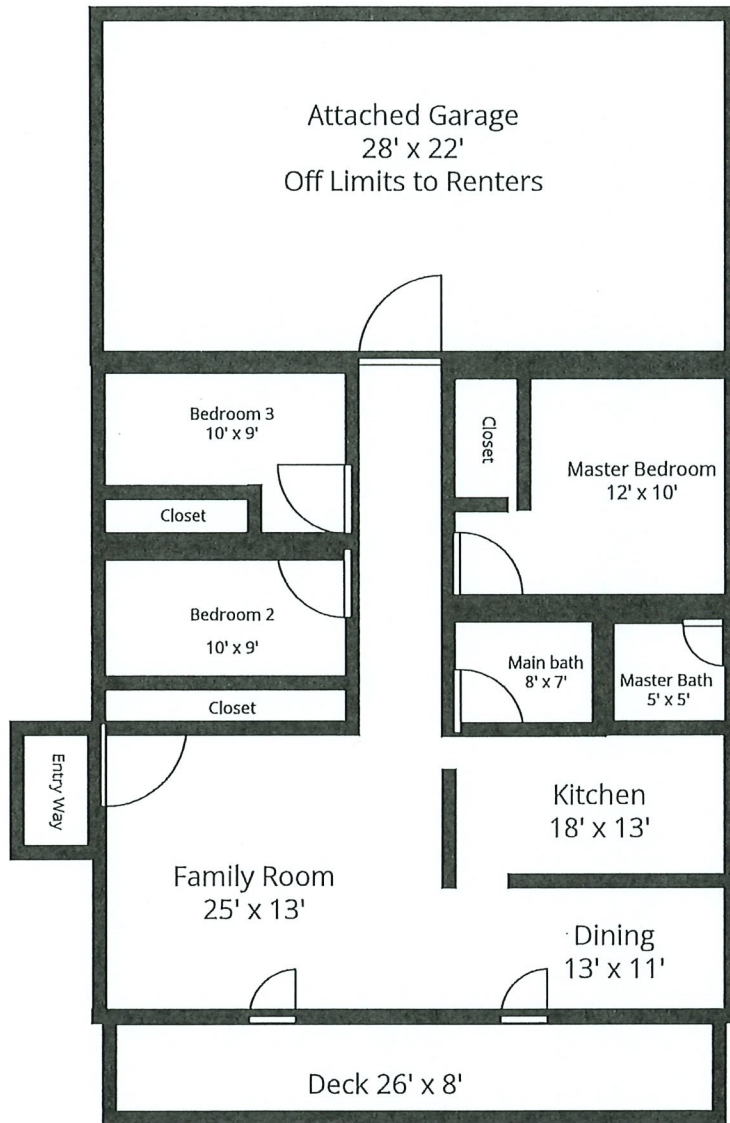 Attached Garage
28' x 22'
Off Limits to Renters
Bedroom 3
10' x 9'
Closet
Closet
Master Bedroom
12' x 10'
Bedroom 2
10' x 9'
Closet
Main bath
8' x 7'
Master Bath
5' x 5'
Entry Way
Kitchen
18' x 13'
Family Room
25' x 13'
Dining
13' x 11'
Deck 26' x 8'